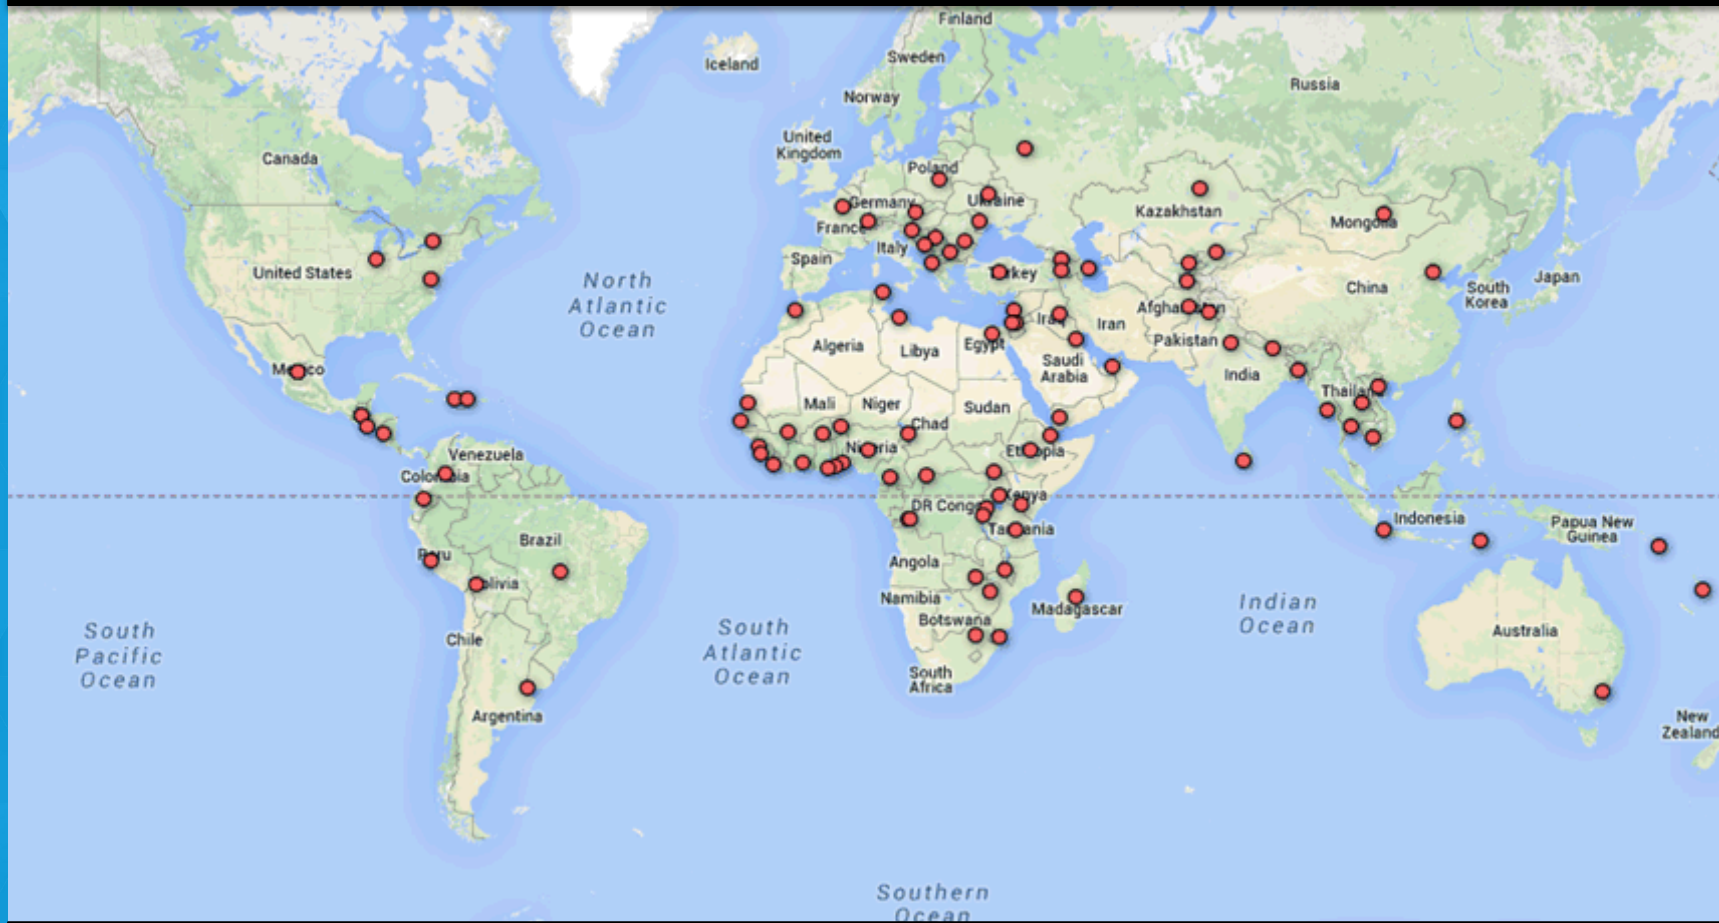 Finland
Sweden
Iceland
Russia
Norway
United
Kingdom
Canada
Poland
Germany
Ukraine
Kazakhstan
Mongolia
France
Italy
Spain
United States
Turkey
North
Atlantic
Ocean
China
South
Korea
Japan
Afghanistan
Iraq
Iran
Pakistan
Algeria
Libya
Egypt
Saudi
Arabia
Mexico
India
Thailand
Mali
Niger
Sudan
Chad
Nigeria
Ethiopia
Venezuela
Colombia
DR Congo
Kenya
Indonesia
Papua New
Guinea
Tanzania
Brazil
Peru
Angola
Bolivia
Namibia
Madagascar
Botswana
Indian
Ocean
South
Pacific
Ocean
Chile
South
Atlantic
Ocean
Australia
South
Africa
Argentina
New
Zealand
Southern
Ocean